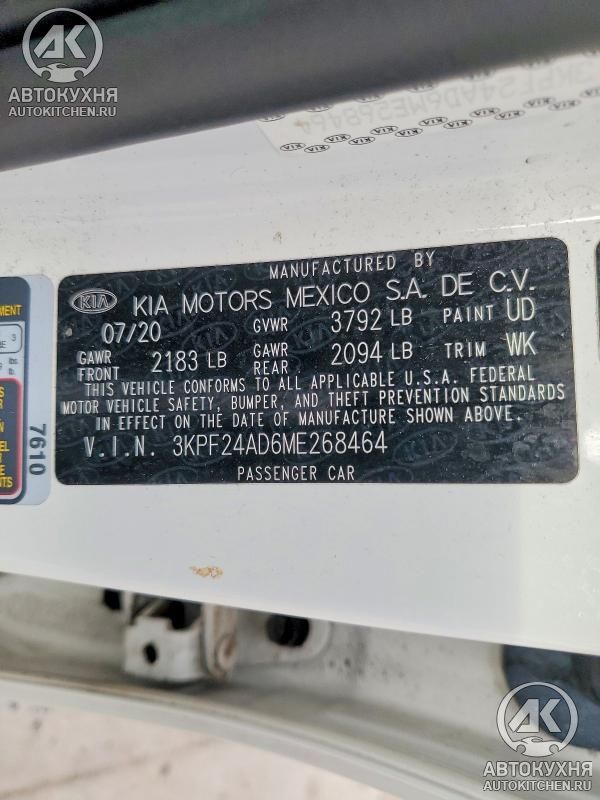 АВТОКУХНЯ
AUTOKITCHEN.RU
MANUFACTURED BY
KIA KIA MOTORS MEXICO S.A. DE C.V.
07/20 GVWR 3792 LB PAINT UD
GAWR FRONT 2183 LB GAWR REAR 2094 LB TRIM WK
THIS VEHICLE CONFORMS TO ALL APPLICABLE U.S.A. FEDERAL
MOTOR VEHICLE SAFETY, BUMPER, AND THEFT PREVENTION STANDARDS
IN EFFECT ON THE DATE OF MANUFACTURE SHOWN ABOVE.
V.I.N. 3KPF24AD6ME268464
PASSENGER CAR
7610
АВТОКУХНЯ
AUTOKITCHEN.RU